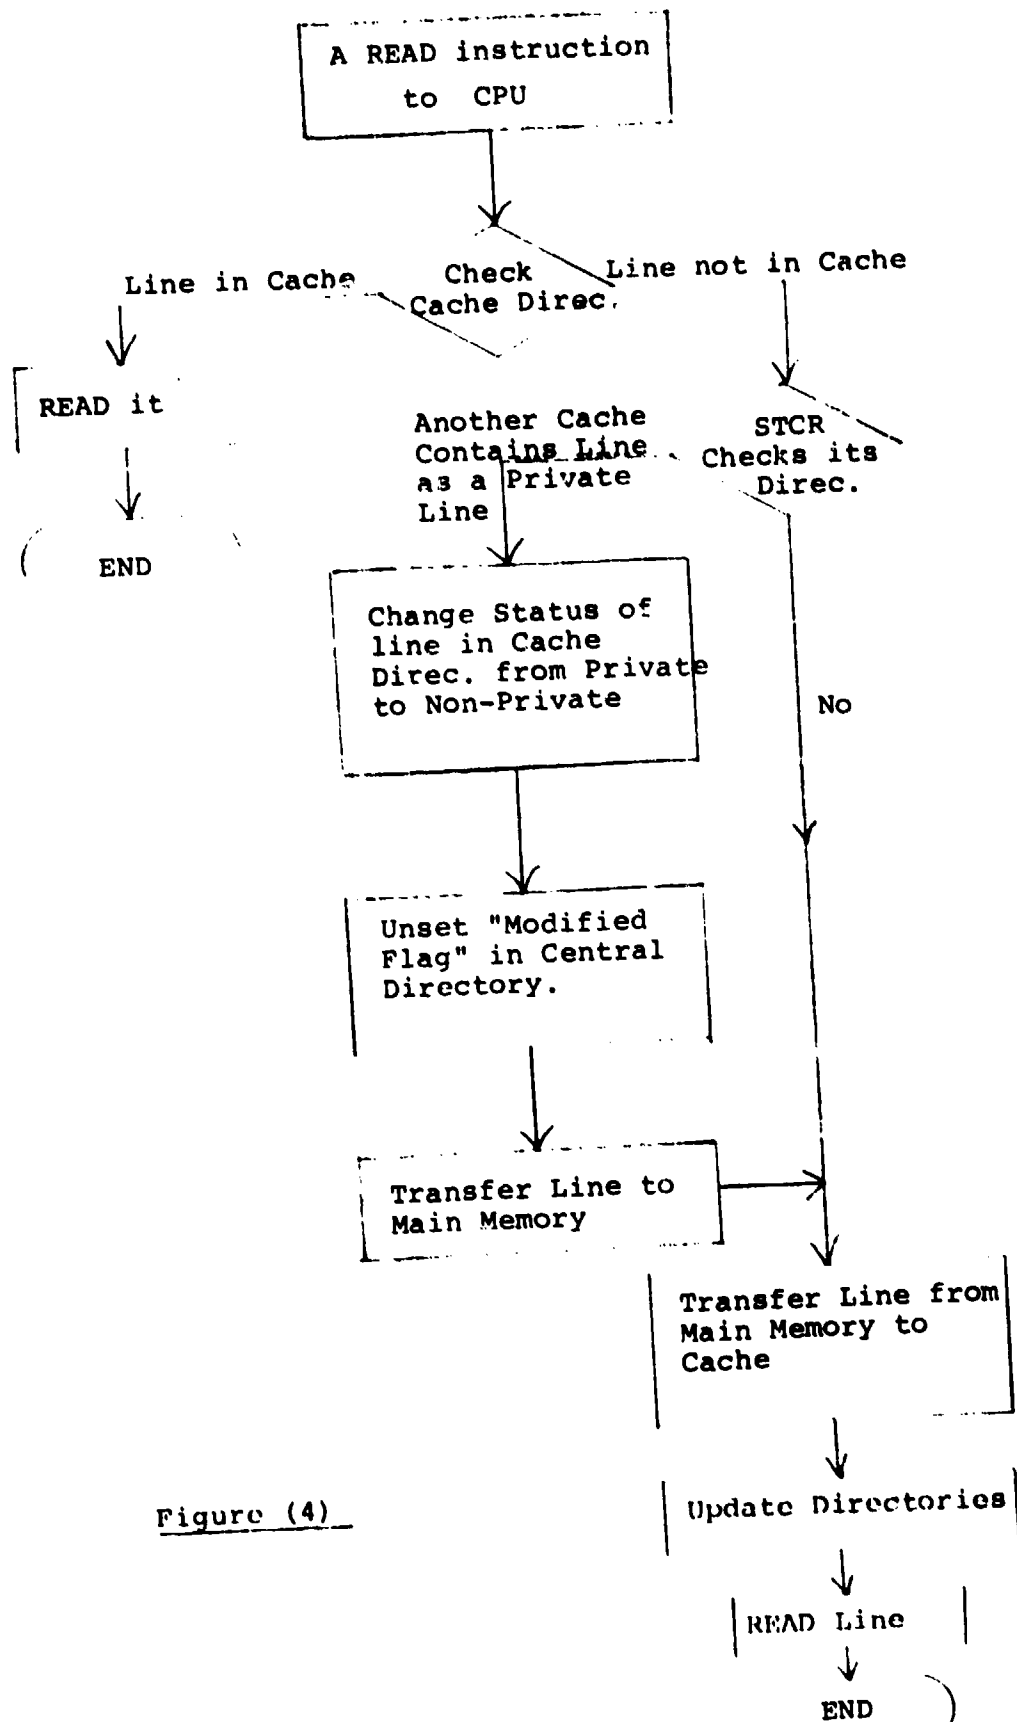 A READ instruction
to CPU
Line in Cache
Check
Cache Direc.
Line not in Cache
READ it
END
Another Cache
Contains Line
as a Private
Line
STCR
Checks its
Direc.
Change Status of
line in Cache
Direc. from Private
to Non-Private
No
Unset "Modified
Flag" in Central
Directory.
Transfer Line to
Main Memory
Transfer Line from
Main Memory to
Cache
Update Directories
READ Line
END
Figure (4)